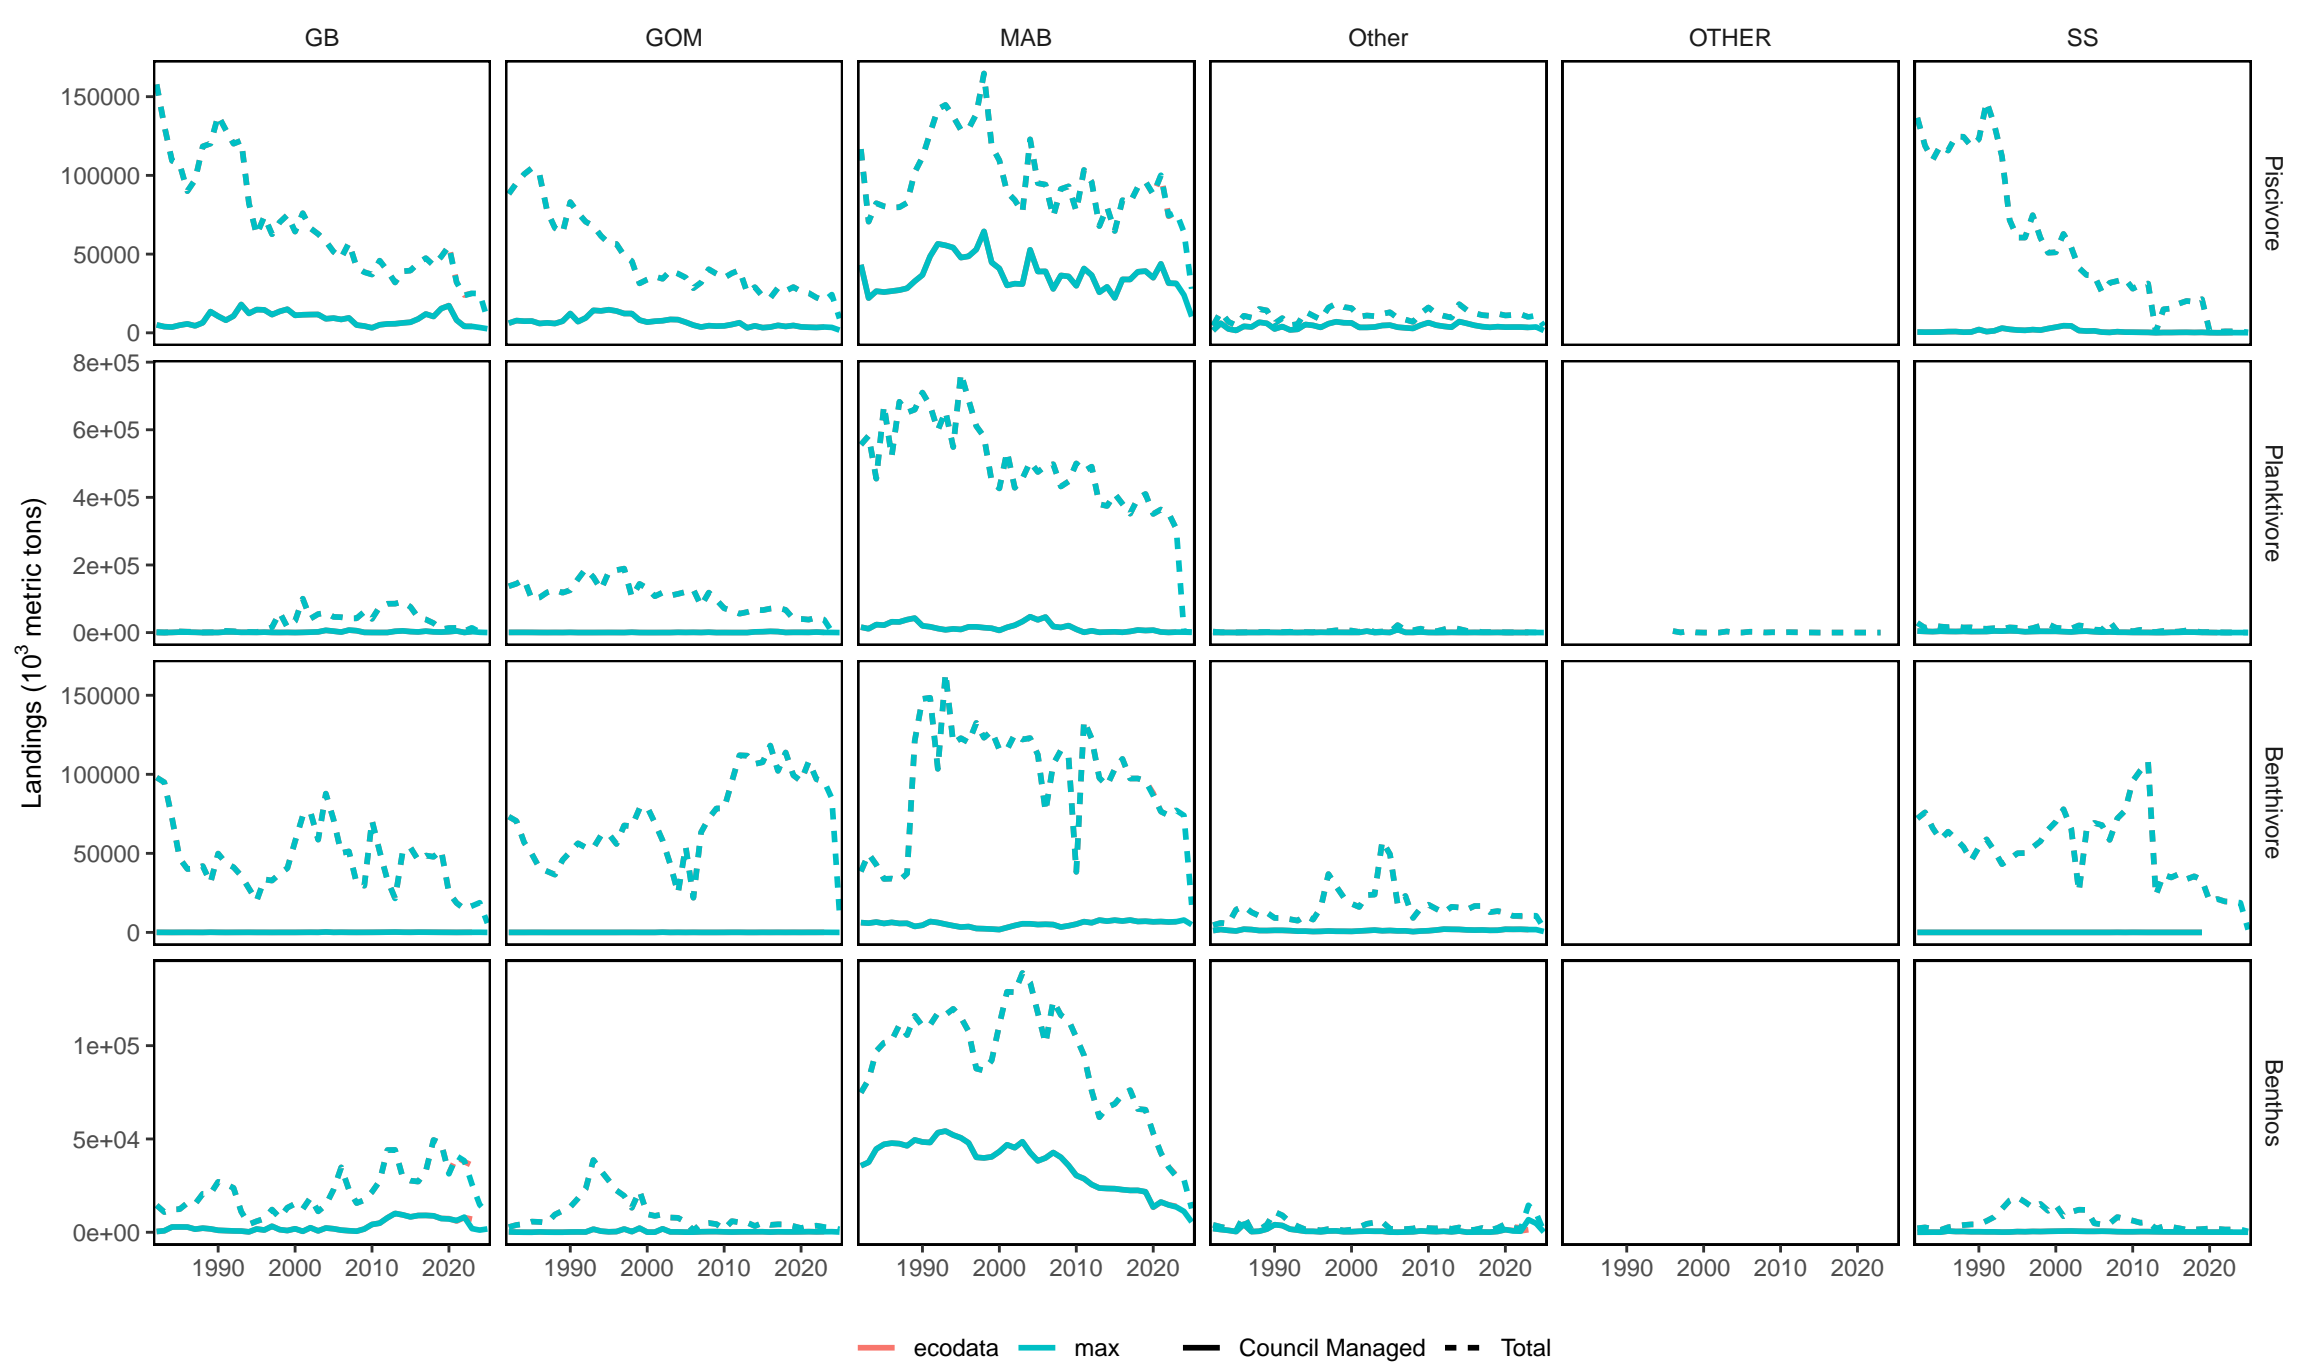 GB GOM MAB Other OTHER SS
150000
100000
50000
0
Piscivore
8e+05
6e+05
4e+05
2e+05
0e+00
Planktivore
Landings (10³ metric tons)
150000
100000
50000
0
Benthivore
1e+05
5e+04
0e+00
Benthos
1990 2000 2010 2020 1990 2000 2010 2020 1990 2000 2010 2020 1990 2000 2010 2020 1990 2000 2010 2020 1990 2000 2010 2020
ecodata max Council Managed Total